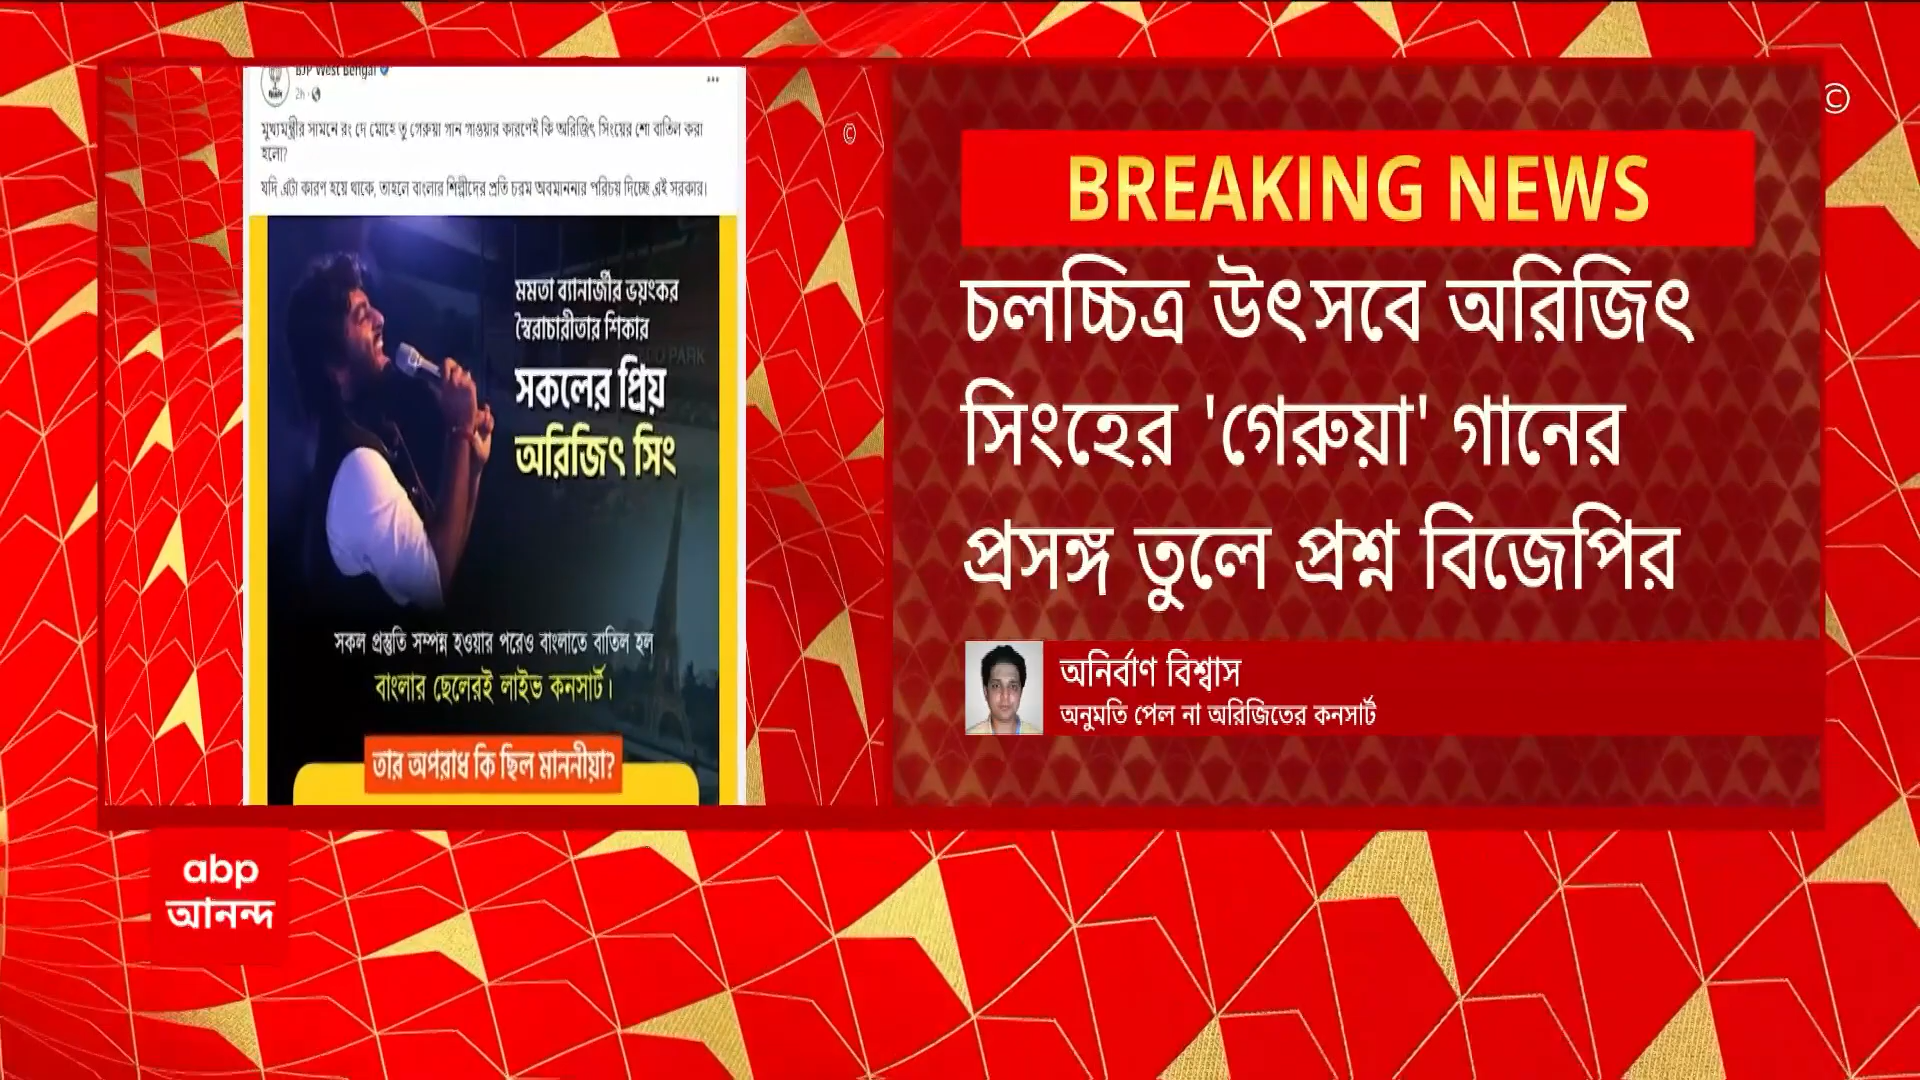 BJP West Bengal
2h
মুখ্যমন্ত্রীর সামনে রং দে মোহে তু গেরুয়া গান গাওয়ার কারণেই কি অরিজিৎ সিংয়ের শো বাতিল করা
হলো?
যদি এটা কারণ হয়ে থাকে, তাহলে বাংলার শিল্পীদের প্রতি চরম অবমাননার পরিচয় দিচ্ছে এই সরকার।
মমতা ব্যানার্জীর ভয়ংকর
স্বৈরাচারীতার শিকার
সকলের প্রিয়
অরিজিৎ সিং
সকল প্রস্তুতি সম্পন্ন হওয়ার পরেও বাংলাতে বাতিল হল
বাংলার ছেলেরই লাইভ কনসার্ট।
তার অপরাধ কি ছিল মাননীয়া?
©
©
BREAKING NEWS
চলচ্চিত্র উৎসবে অরিজিৎ
সিংহের 'গেরুয়া' গানের
প্রসঙ্গ তুলে প্রশ্ন বিজেপির
অনির্বাণ বিশ্বাস
অনুমতি পেল না অরিজিতের কনসার্ট
abp
আনন্দ